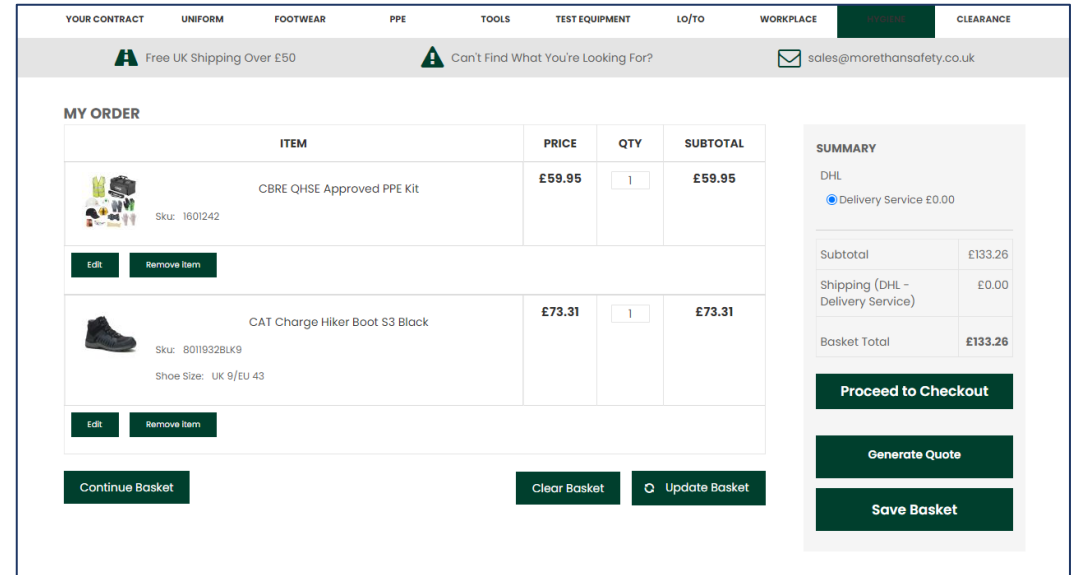 YOUR CONTRACT UNIFORM FOOTWEAR PPE TOOLS TEST EQUIPMENT LO/TO WORKPLACE HYGIENE CLEARANCE
Free UK Shipping Over £50 Can't Find What You're Looking For? sales@morethansafety.co.uk
MY ORDER
ITEM PRICE QTY SUBTOTAL
CBRE QHSE Approved PPE Kit £59.95 1 £59.95
Sku: 1601242
Edit Remove item
CAT Charge Hiker Boot S3 Black £73.31 1 £73.31
Sku: 8011932BLK9
Shoe Size: UK 9/EU 43
Edit Remove item
Continue Basket Clear Basket Update Basket
SUMMARY
DHL
Delivery Service £0.00
Subtotal £133.26
Shipping (DHL - £0.00
Delivery Service)
Basket Total £133.26
Proceed to Checkout
Generate Quote
Save Basket